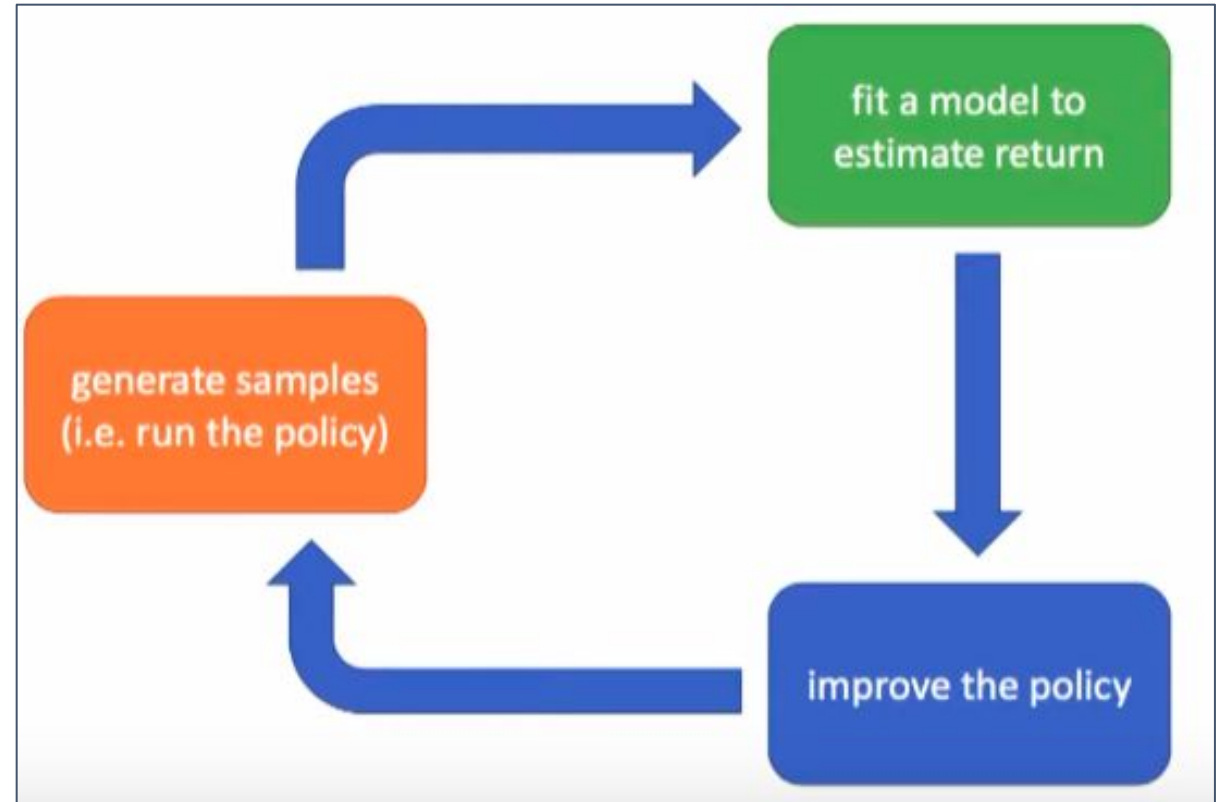 fit a model to
estimate return
generate samples
(i.e. run the policy)
improve the policy